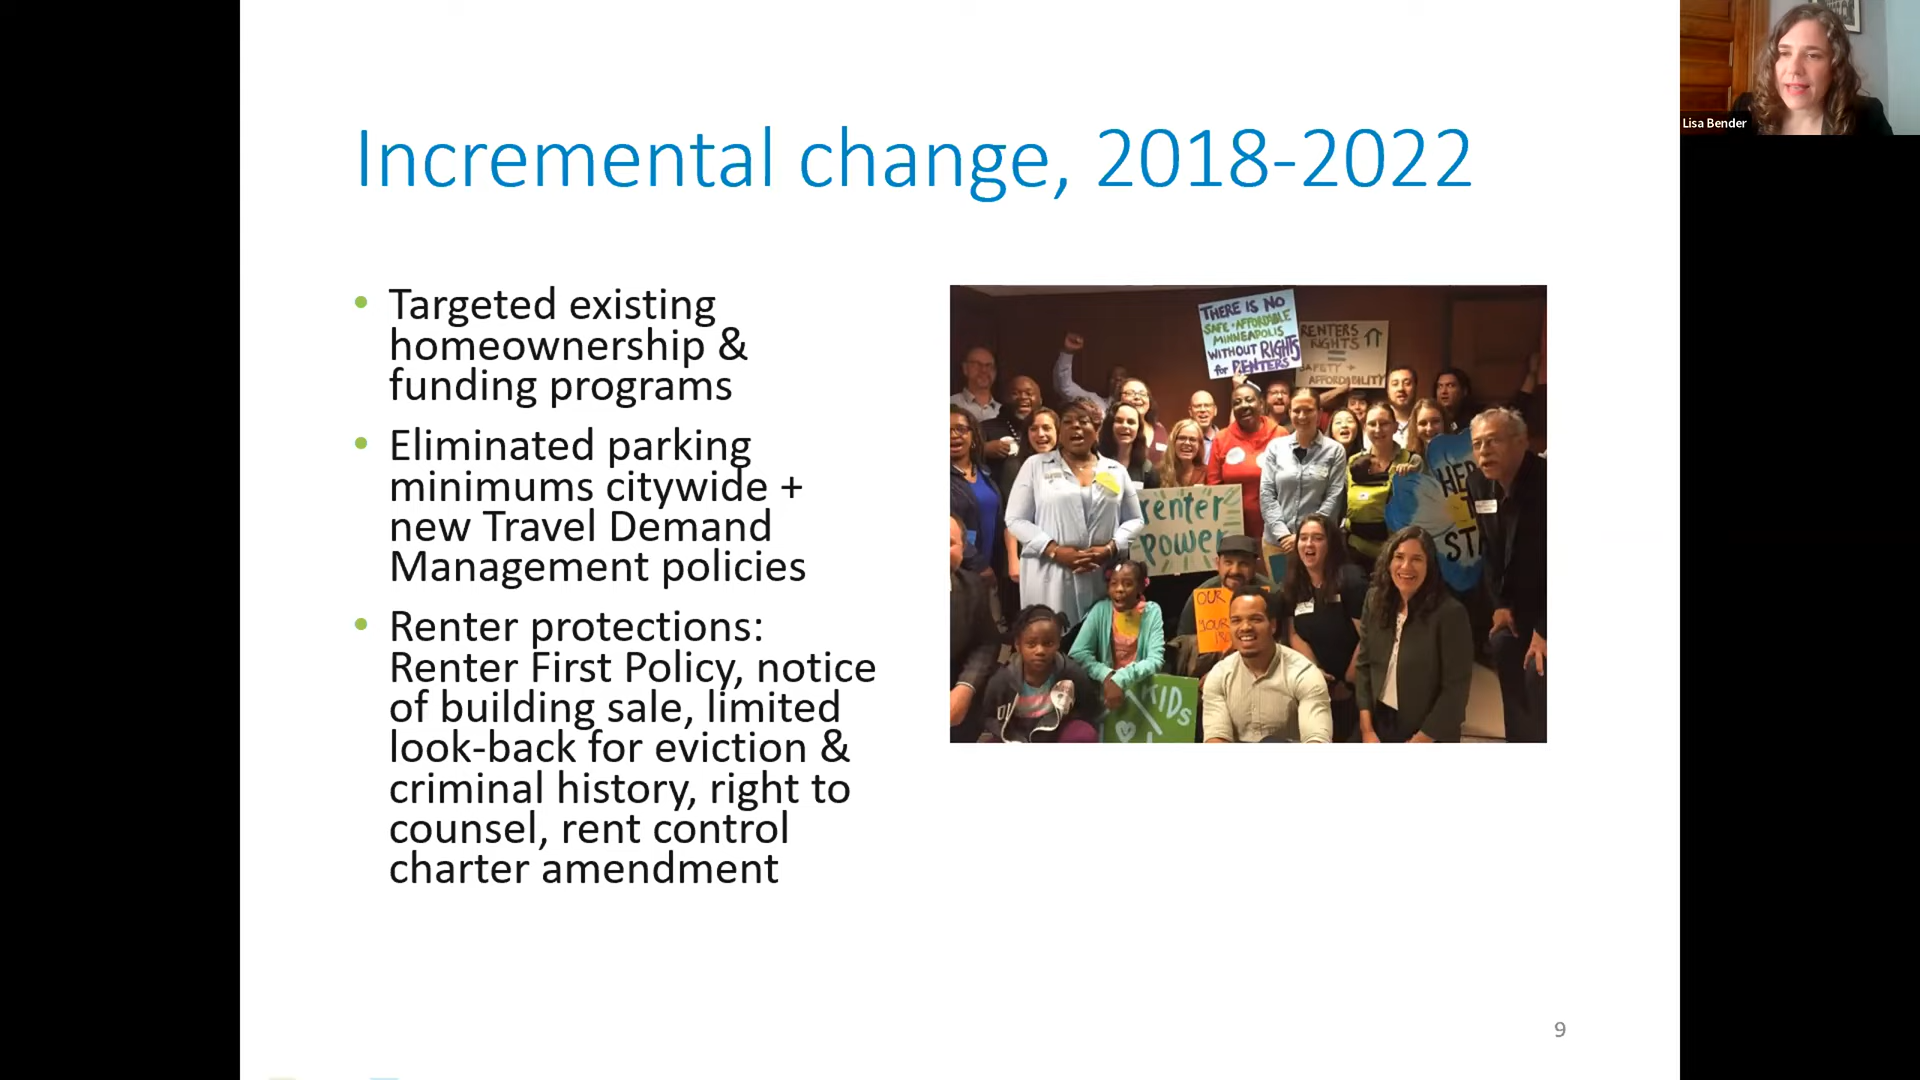 Lisa Bender
Incremental change, 2018-2022
• Targeted existing
homeownership &
funding programs
• Eliminated parking
minimums citywide +
new Travel Demand
Management policies
• Renter protections:
Renter First Policy, notice
of building sale, limited
look-back for eviction &
criminal history, right to
counsel, rent control
charter amendment
THERE IS NO
SAFE + AFFORDABLE
MINNEAPOLIS
WITHOUT RIGHTS
for RENTERS
RENTERS
RIGHTS
=
SAFETY +
AFFORDABILITY
renter
power
OUR
YOUR
KIDS
9